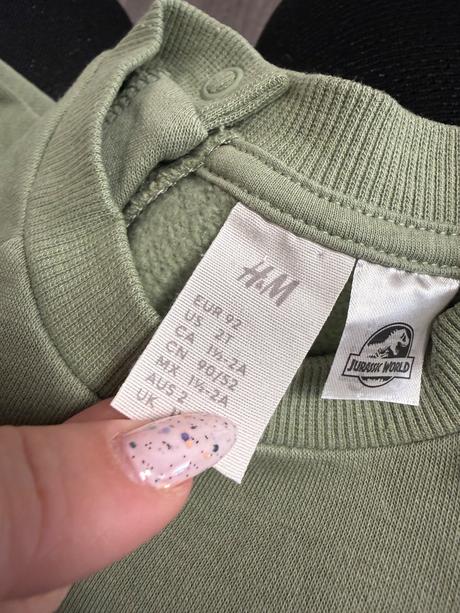 H&M
EUR 92
US 2T
CA 1½-2A
CN 90/52
MX 1½-2A
AUS 2
UK
JURASSIC WORLD